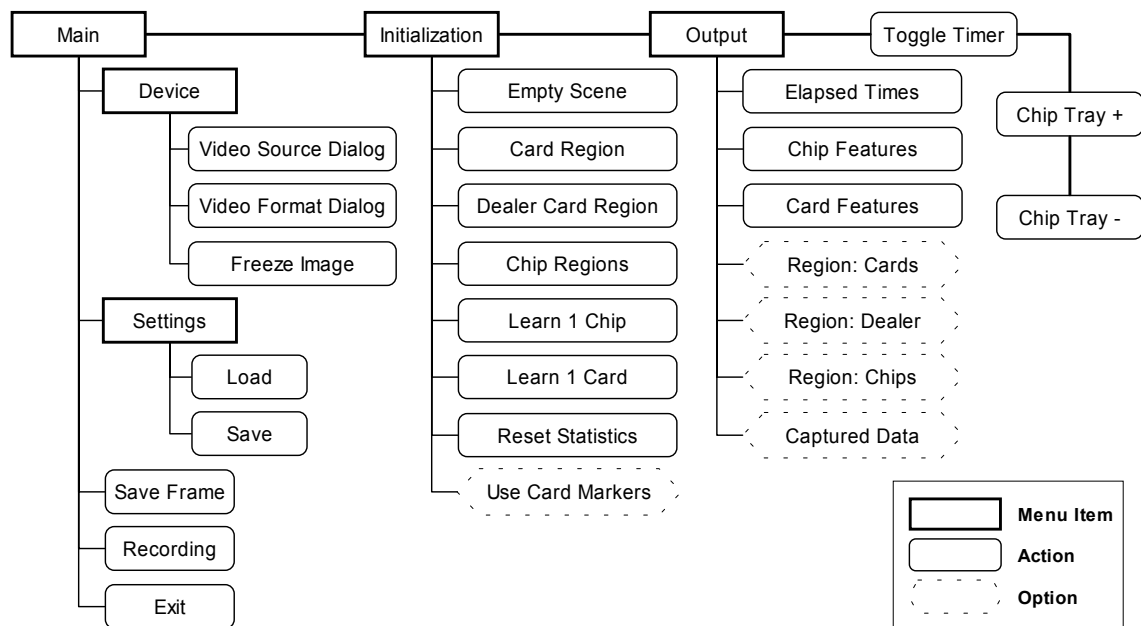 Main
Initialization
Output
Toggle Timer
Device
Video Source Dialog
Video Format Dialog
Freeze Image
Settings
Load
Save
Save Frame
Recording
Exit
Empty Scene
Card Region
Dealer Card Region
Chip Regions
Learn 1 Chip
Learn 1 Card
Reset Statistics
Use Card Markers
Elapsed Times
Chip Features
Card Features
Region: Cards
Region: Dealer
Region: Chips
Captured Data
Chip Tray +
Chip Tray -
Menu Item
Action
Option